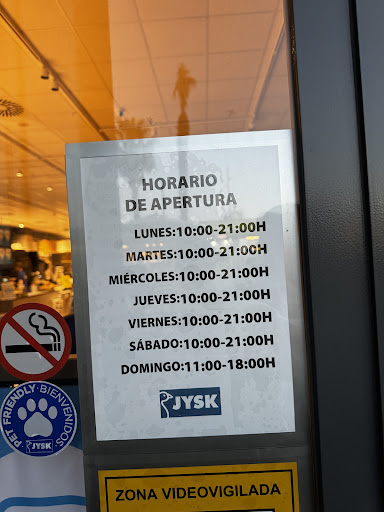 HORARIO
DE APERTURA
LUNES:10:00-21:00H
MARTES:10:00-21:00H
MIÉRCOLES:10:00-21:00H
JUEVES:10:00-21:00H
VIERNES:10:00-21:00H
SÁBADO:10:00-21:00H
DOMINGO:11:00-18:00H
JYSK
PET FRIENDLY · BIENVENIDOS
JYSK
ZONA VIDEOVIGILADA